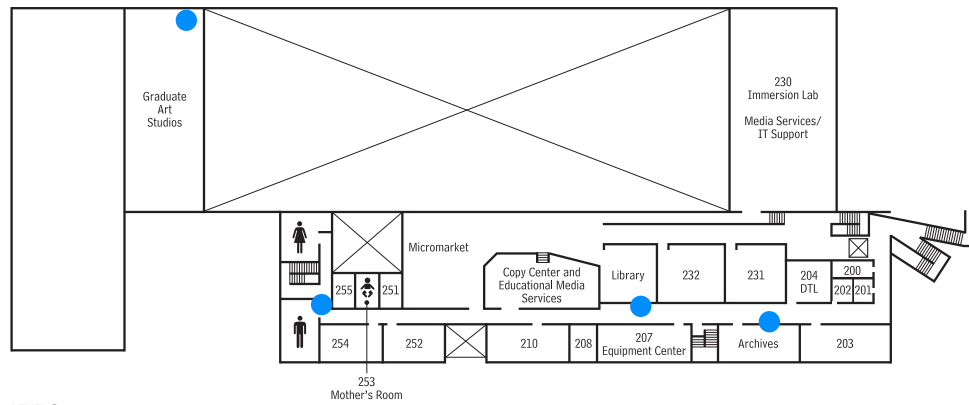 Graduate
Art
Studios
230
Immersion Lab
Media Services/
IT Support
Micromarket
Copy Center and
Educational Media
Services
Library
232
231
204
DTL
200
202
201
255
251
254
252
210
208
207
Equipment Center
Archives
203
253
Mother's Room